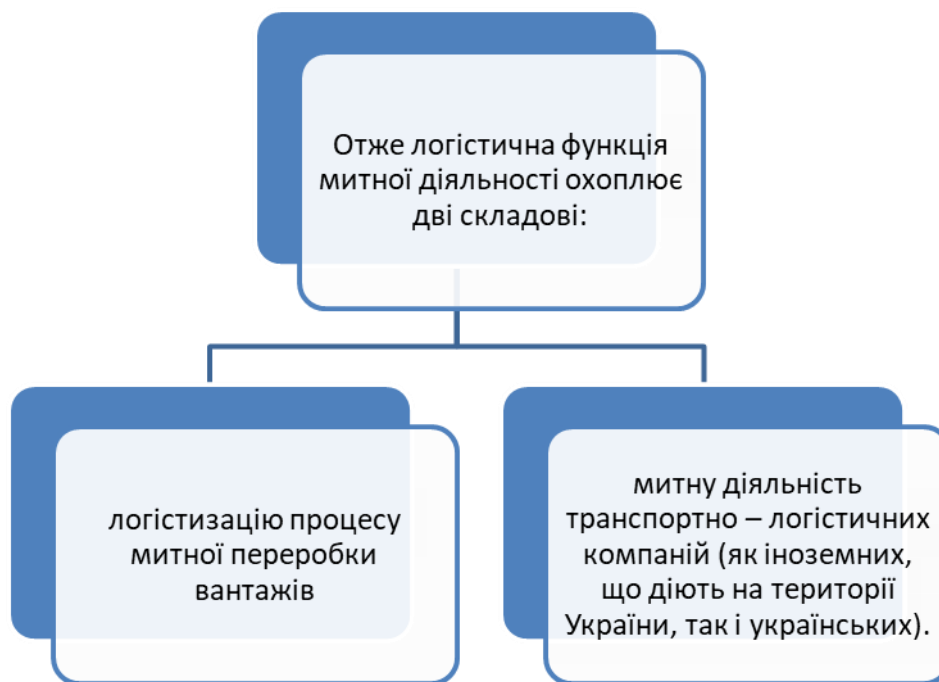 Отже логістична функція
митної діяльності охоплює
дві складові:
логістизацію процесу
митної переробки
вантажів
митну діяльність
транспортно – логістичних
компаній (як іноземних,
що діють на території
України, так і українських).